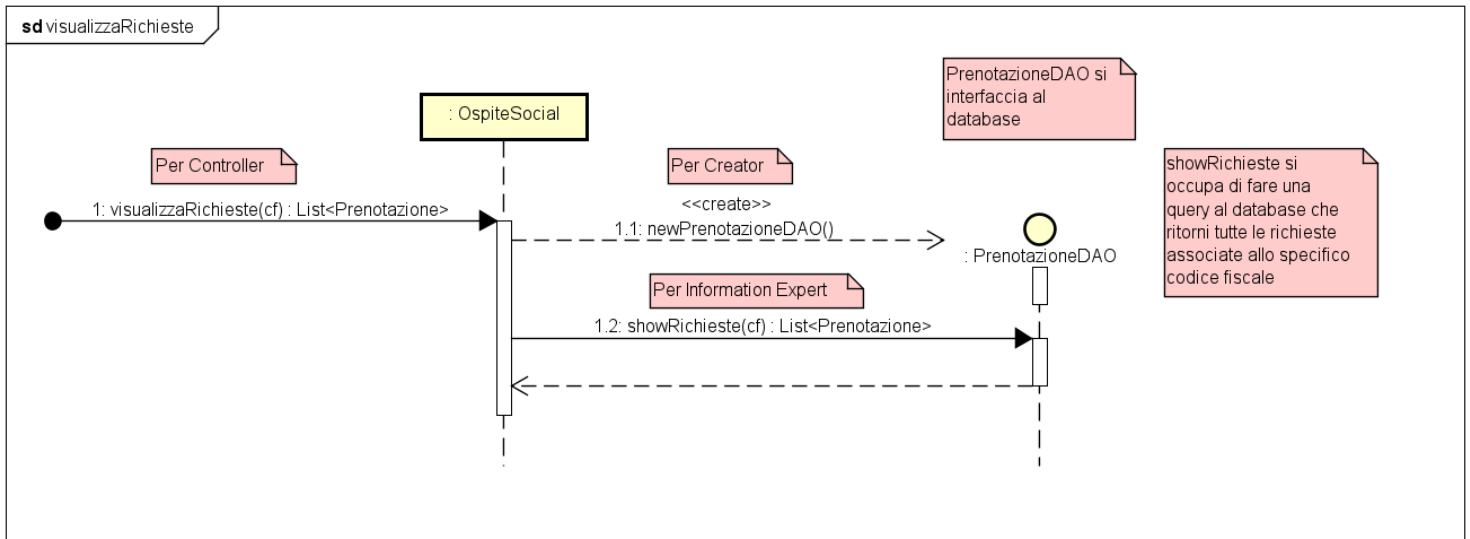 sd visualizzaRichieste
PrenotazioneDAO si
interfaccia al
database
: OspiteSocial
Per Controller
Per Creator
showRichieste si
occupa di fare una
query al database che
ritorni tutte le richieste
associate allo specifico
codice fiscale
1: visualizzaRichieste(cf) : List<Prenotazione>
<<create>>
1.1: newPrenotazioneDAO()
: PrenotazioneDAO
Per Information Expert
1.2: showRichieste(cf) : List<Prenotazione>